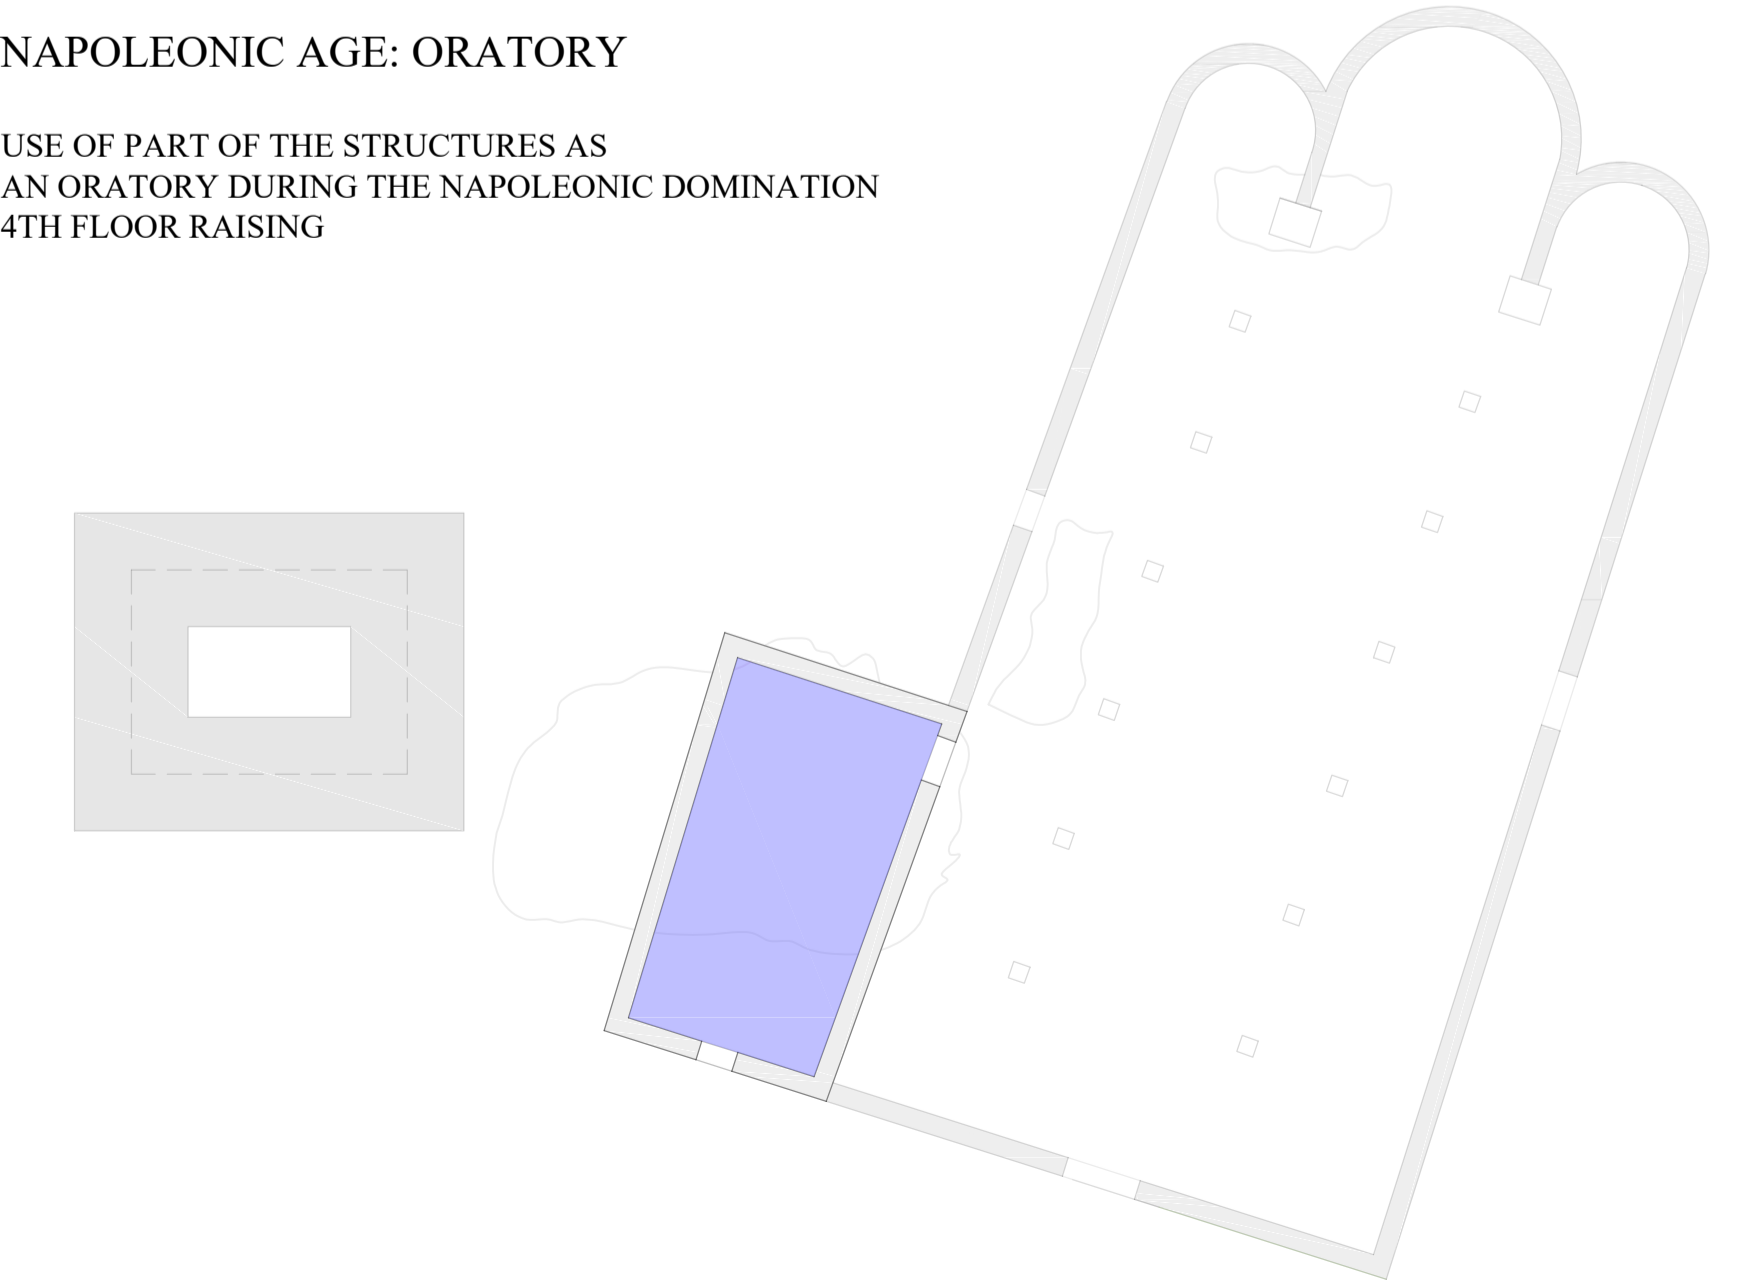 NAPOLEONIC AGE: ORATORY
USE OF PART OF THE STRUCTURES AS
AN ORATORY DURING THE NAPOLEONIC DOMINATION
4TH FLOOR RAISING